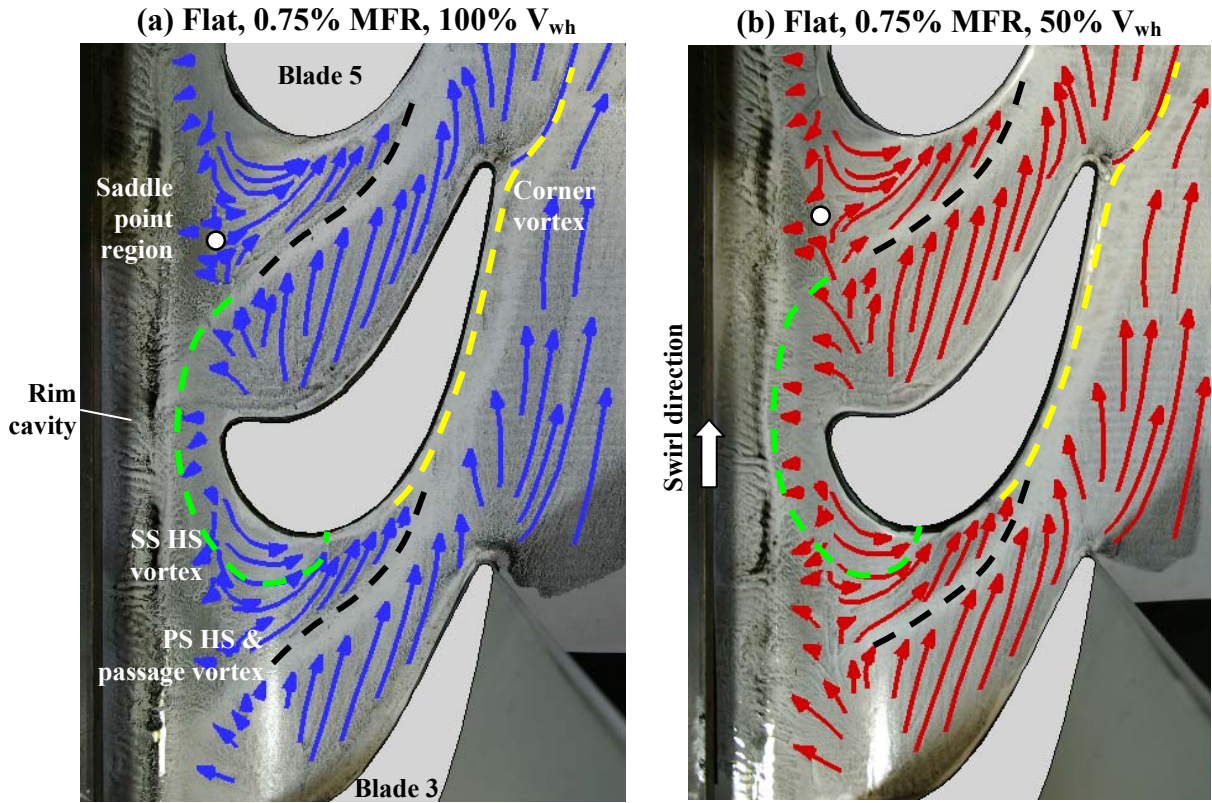 (a) Flat, 0.75% MFR, 100% Vwh
(b) Flat, 0.75% MFR, 50% Vwh
Blade 5
Saddle
point
region
Corner
vortex
Rim
cavity
SS HS
vortex
PS HS &
passage vortex
Blade 3
Swirl direction